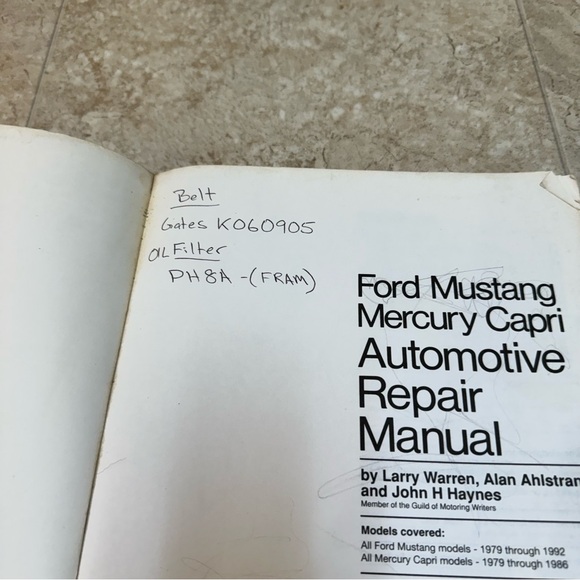 Belt
Gates K060905
OIL Filter
PH8A -(FRAM)
Ford Mustang
Mercury Capri
Automotive
Repair
Manual
by Larry Warren, Alan Ahlstran
and John H Haynes
Member of the Guild of Motoring Writers
Models covered:
All Ford Mustang models - 1979 through 1992
All Mercury Capri models - 1979 through 1986